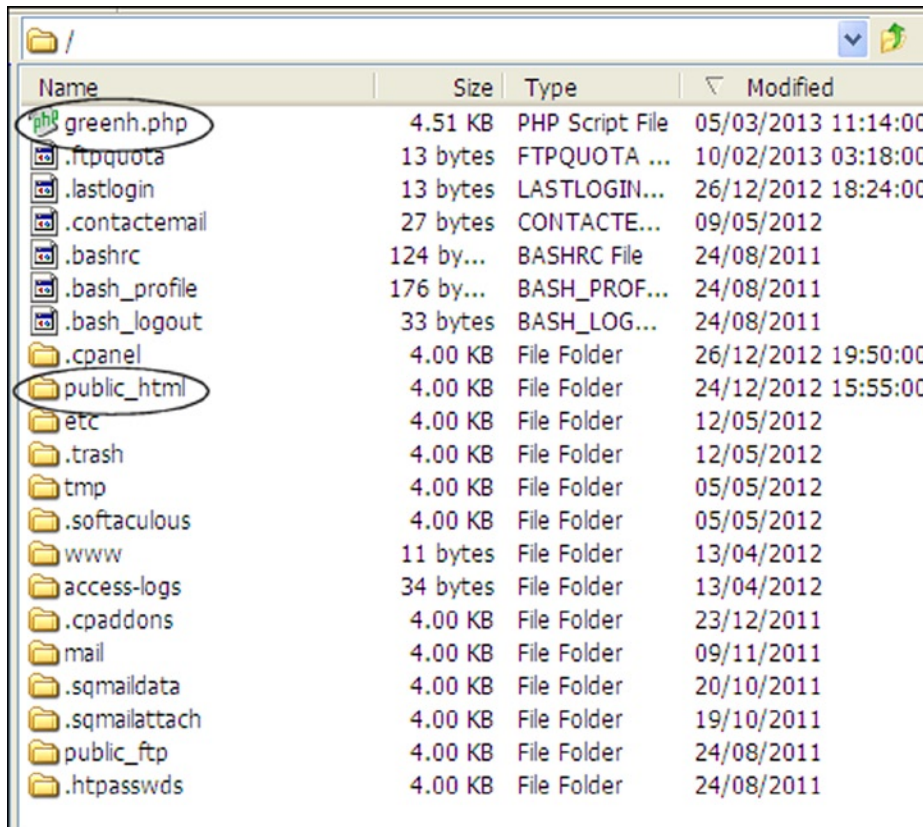 /
Name Size Type Modified
php greenh.php 4.51 KB PHP Script File 05/03/2013 11:14:00
.ftpquota 13 bytes FTPQUOTA ... 10/02/2013 03:18:00
.lastlogin 13 bytes LASTLOGIN... 26/12/2012 18:24:00
.contactemail 27 bytes CONTACTE... 09/05/2012
.bashrc 124 by... BASHRC File 24/08/2011
.bash_profile 176 by... BASH_PROF... 24/08/2011
.bash_logout 33 bytes BASH_LOG... 24/08/2011
.cpanel 4.00 KB File Folder 26/12/2012 19:50:00
public_html 4.00 KB File Folder 24/12/2012 15:55:00
etc 4.00 KB File Folder 12/05/2012
.trash 4.00 KB File Folder 12/05/2012
tmp 4.00 KB File Folder 05/05/2012
.softaculous 4.00 KB File Folder 05/05/2012
www 11 bytes File Folder 13/04/2012
access-logs 34 bytes File Folder 13/04/2012
.cpaddons 4.00 KB File Folder 23/12/2011
mail 4.00 KB File Folder 09/11/2011
.sqmaildata 4.00 KB File Folder 20/10/2011
.sqmailattach 4.00 KB File Folder 19/10/2011
public_ftp 4.00 KB File Folder 24/08/2011
.htpasswds 4.00 KB File Folder 24/08/2011